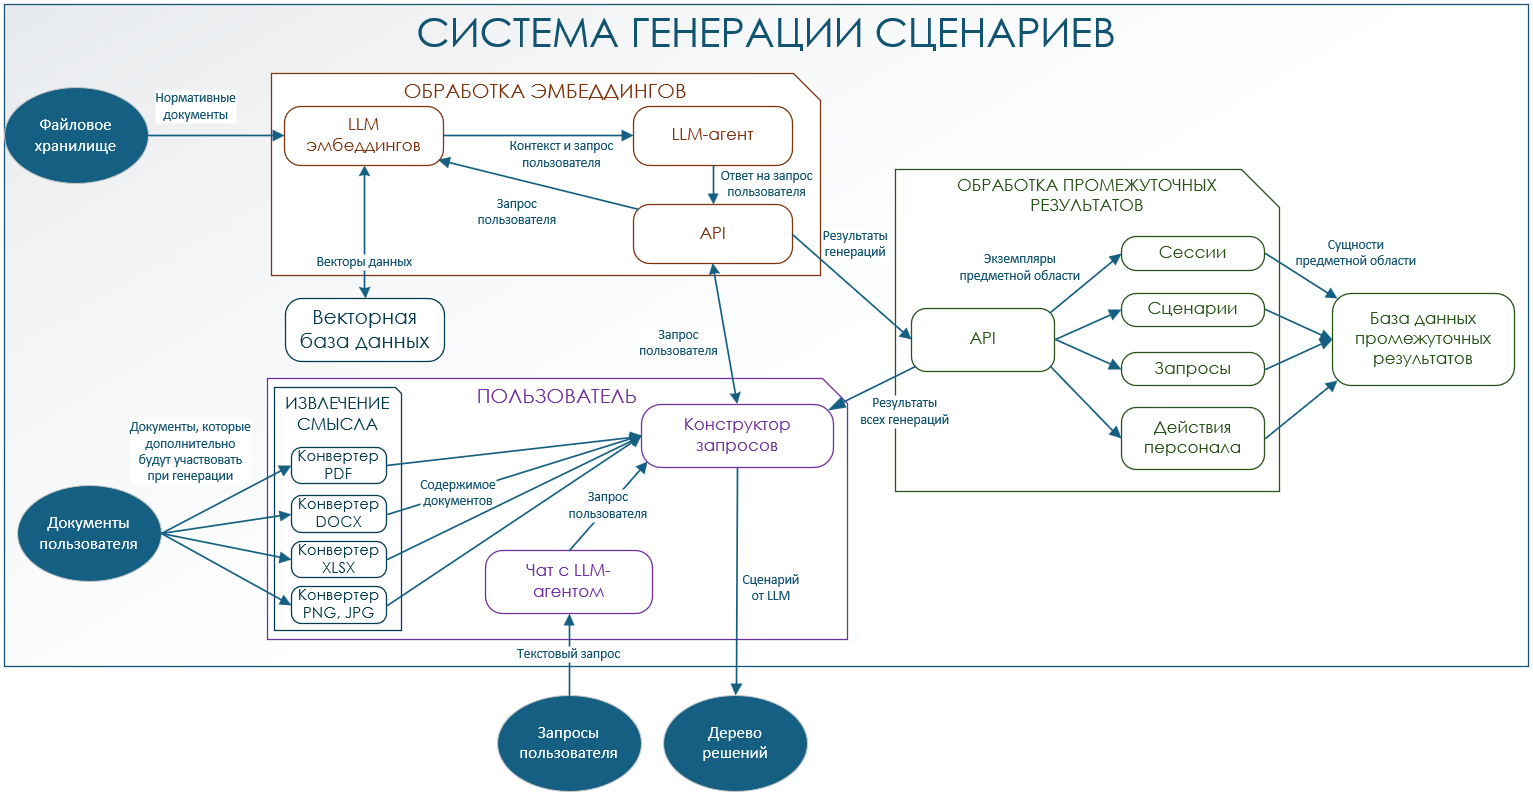 СИСТЕМА ГЕНЕРАЦИИ СЦЕНАРИЕВ
Файловое
хранилище
Нормативные
документы
ОБРАБОТКА ЭМБЕДДИНГОВ
LLM
эмбеддингов
Контекст и запрос
пользователя
LLM-агент
ответ на запрос
пользователя
Запрос
пользователя
API
Векторы данных
Векторная
база данных
Результаты
генераций
Запрос
пользователя
ОБРАБОТКА ПРОМЕЖУТОЧНЫХ
РЕЗУЛЬТАТОВ
Экземпляры
предметной области
API
Сессии
Сценарии
Запросы
Действия
персонала
Сущности
предметной области
База данных
промежуточных
результатов
Результаты
всех генераций
ПОЛЬЗОВАТЕЛЬ
ИЗВЛЕЧЕНИЕ
СМЫСЛА
Конвертер
PDF
Конвертер
DOCX
Конвертер
XLSX
Конвертер
PNG, JPG
Документы, которые
дополнительно
будут участвовать
при генерации
Документы
пользователя
Содержимое
документов
Конструктор
запросов
Запрос
пользователя
Чат с LLM-
агентом
Текстовый запрос
Сценарий
от LLM
Запросы
пользователя
Дерево
решений